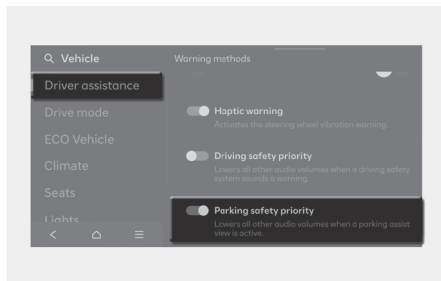 Vehicle
Warning methods
Driver assistance
Drive mode
ECO Vehicle
Climate
Seats
Lights
Haptic warning
Activates the steering wheel vibration warning.
Driving safety priority
Lowers all other audio volumes when a driving safety
system sounds a warning.
Parking safety priority
Lowers all other audio volumes when a parking assist
view is active.